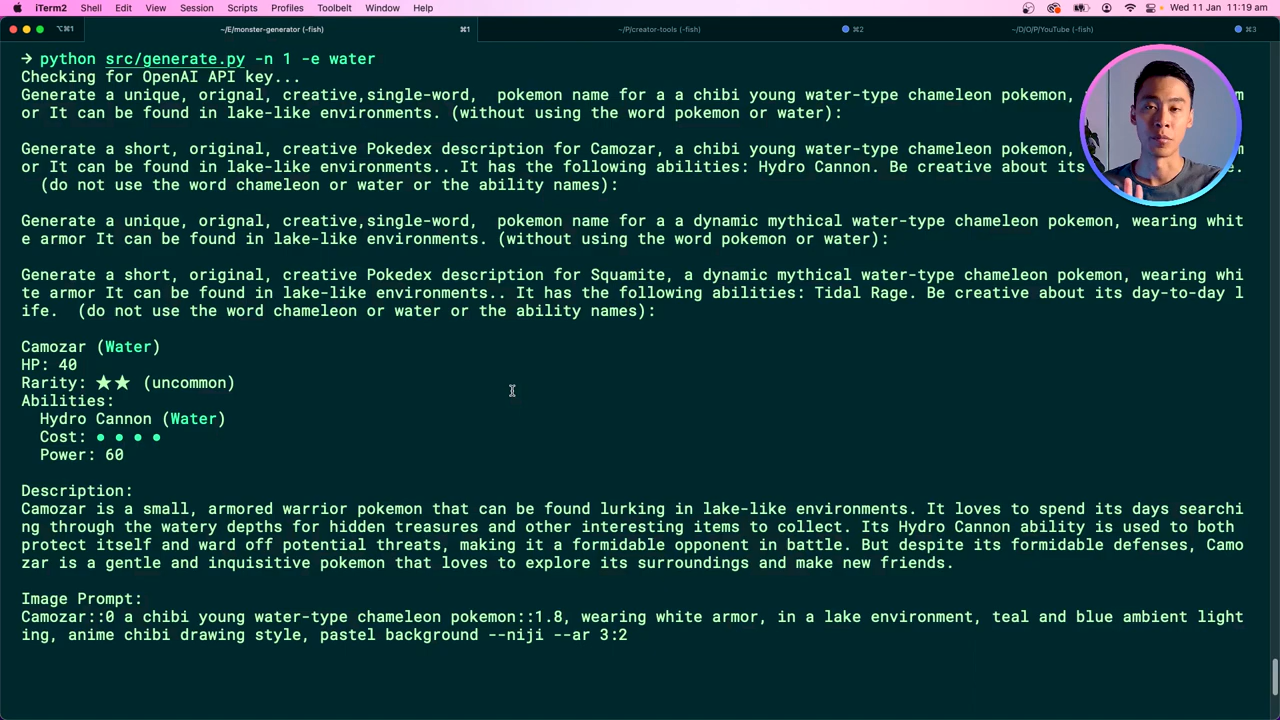 iTerm2 Shell Edit View Session Scripts Profiles Toolbelt Window Help Wed 11 Jan 11:19 am
⌥⌘1 ~/E/monster-generator (-fish) ⌘1 ~/P/creator-tools (-fish) ⌘2 ~/D/O/P/YouTube (-fish) ⌘3
→ python src/generate.py -n 1 -e water
Checking for OpenAI API key...
Generate a unique, orignal, creative,single-word,  pokemon name for a a chibi young water-type chameleon pokemon, m
or It can be found in lake-like environments. (without using the word pokemon or water):
Generate a short, original, creative Pokedex description for Camozar, a chibi young water-type chameleon pokemon, m
or It can be found in lake-like environments.. It has the following abilities: Hydro Cannon. Be creative about its e.
(do not use the word chameleon or water or the ability names):
Generate a unique, orignal, creative,single-word,  pokemon name for a a dynamic mythical water-type chameleon pokemon, wearing whit
e armor It can be found in lake-like environments. (without using the word pokemon or water):
Generate a short, original, creative Pokedex description for Squamite, a dynamic mythical water-type chameleon pokemon, wearing whi
te armor It can be found in lake-like environments.. It has the following abilities: Tidal Rage. Be creative about its day-to-day l
ife.  (do not use the word chameleon or water or the ability names):
Camozar (Water)
HP: 40
Rarity: ★★ (uncommon)
Abilities:
Hydro Cannon (Water)
Cost: ● ● ● ●
Power: 60
Description:
Camozar is a small, armored warrior pokemon that can be found lurking in lake-like environments. It loves to spend its days searchi
ng through the watery depths for hidden treasures and other interesting items to collect. Its Hydro Cannon ability is used to both
protect itself and ward off potential threats, making it a formidable opponent in battle. But despite its formidable defenses, Camo
zar is a gentle and inquisitive pokemon that loves to explore its surroundings and make new friends.
Image Prompt:
Camozar::0 a chibi young water-type chameleon pokemon::1.8, wearing white armor, in a lake environment, teal and blue ambient light
ing, anime chibi drawing style, pastel background --niji --ar 3:2